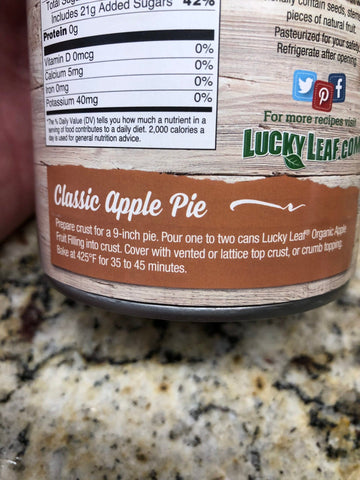 Total Sug 42%
Includes 21g Added Sugars
Protein 0g
Vitamin D 0mcg 0%
Calcium 5mg 0%
Iron 0mg 0%
Potassium 40mg 0%
*The % Daily Value (DV) tells you how much a nutrient in a
serving of food contributes to a daily diet. 2,000 calories a
day is used for general nutrition advice.
contain seeds,
pieces of natural fruit.
Pasteurized for your safety
Refrigerate after opening.
For more recipes visit
LUCKY LEAF.COM
Classic Apple Pie
Prepare crust for a 9-inch pie. Pour one to two cans Lucky Leaf® Organic Apple
Fruit Filling into crust. Cover with vented or lattice top crust, or crumb topping.
Bake at 425°F for 35 to 45 minutes.